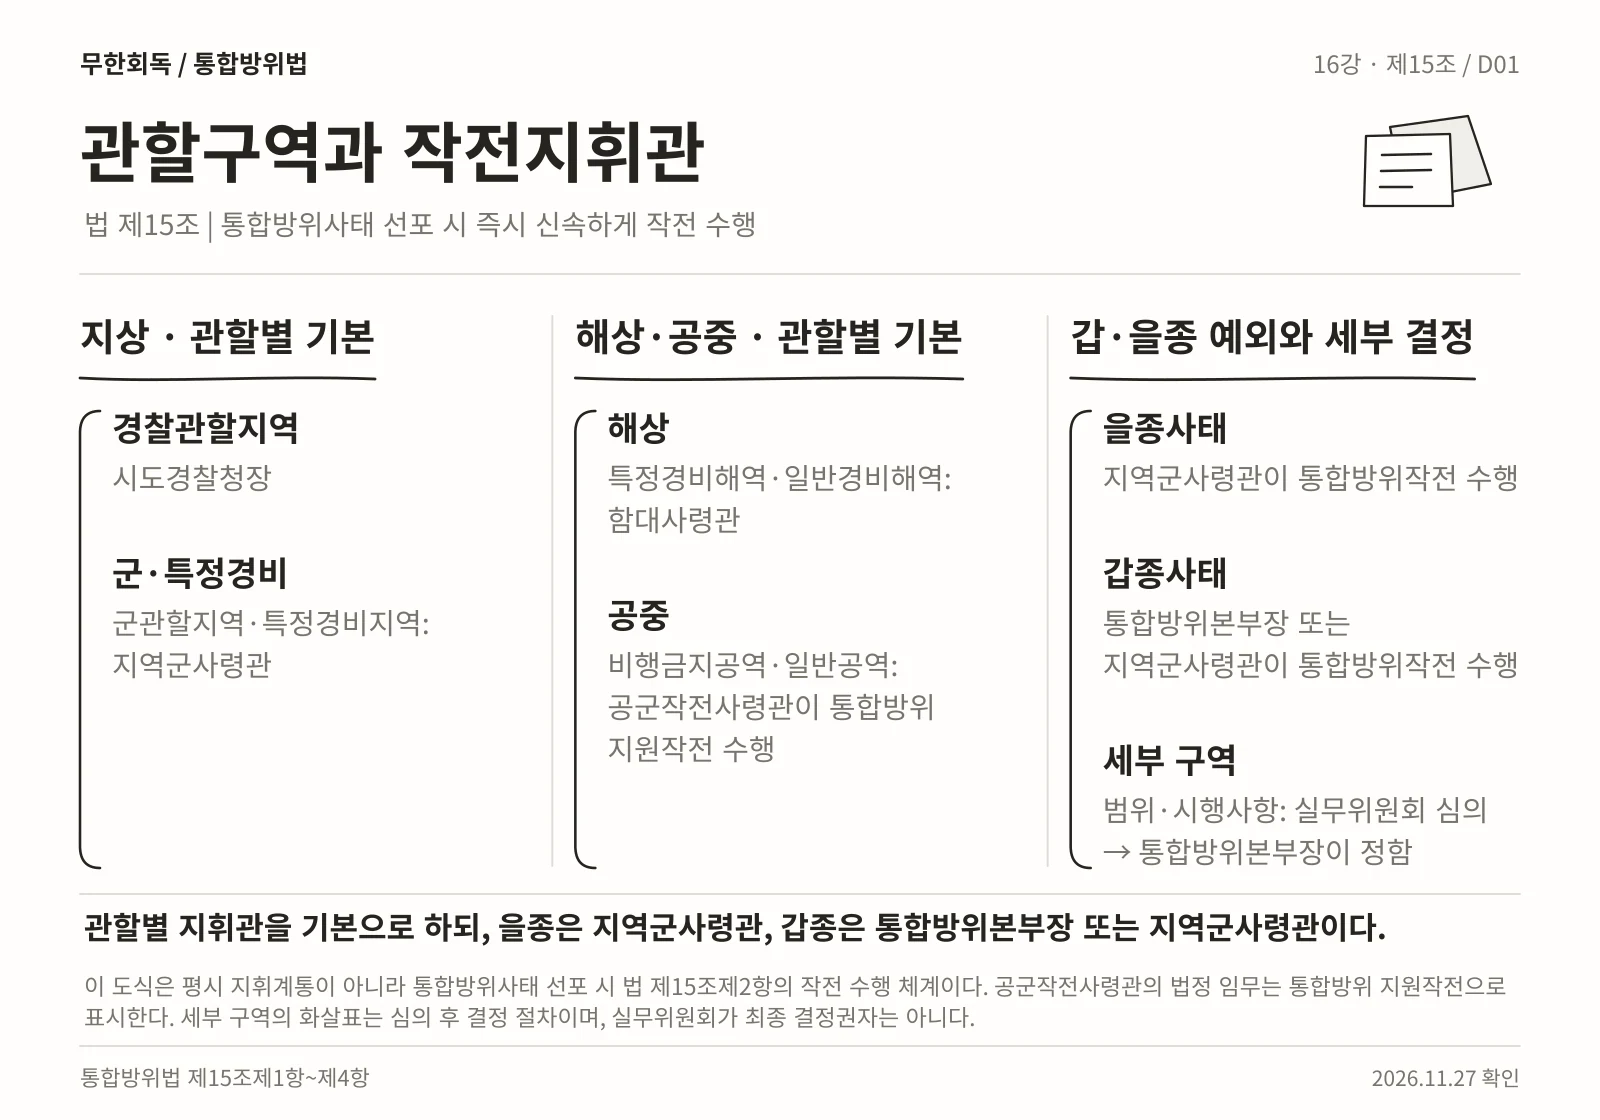 무한회독 / 통합방위법
16강 · 제15조 / D01
관할구역과 작전지휘관
법 제15조 | 통합방위사태 선포 시 즉시 신속하게 작전 수행
지상 · 관할별 기본
경찰관할지역
시도경찰청장
군·특정경비
군관할지역·특정경비지역:
지역군사령관
해상·공중 · 관할별 기본
해상
특정경비해역·일반경비해역:
함대사령관
공중
비행금지공역·일반공역:
공군작전사령관이 통합방위
지원작전 수행
갑·을종 예외와 세부 결정
을종사태
지역군사령관이 통합방위작전 수행
갑종사태
통합방위본부장 또는
지역군사령관이 통합방위작전 수행
세부 구역
범위·시행사항: 실무위원회 심의
→ 통합방위본부장이 정함
관할별 지휘관을 기본으로 하되, 을종은 지역군사령관, 갑종은 통합방위본부장 또는 지역군사령관이다.
이 도식은 평시 지휘계통이 아니라 통합방위사태 선포 시 법 제15조제2항의 작전 수행 체계이다. 공군작전사령관의 법정 임무는 통합방위 지원작전으로
표시한다. 세부 구역의 화살표는 심의 후 결정 절차이며, 실무위원회가 최종 결정권자는 아니다.
통합방위법 제15조제1항~제4항
2026.11.27 확인